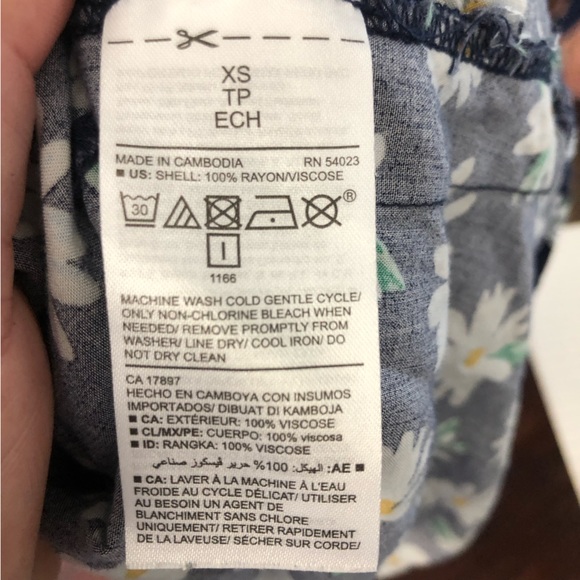 XS
TP
ECH
MADE IN CAMBODIA RN 54023
■ US: SHELL: 100% RAYON/VISCOSE
30 ®
1166
MACHINE WASH COLD GENTLE CYCLE/
ONLY NON-CHLORINE BLEACH WHEN
NEEDED/ REMOVE PROMPTLY FROM
WASHER/ LINE DRY/ COOL IRON/ DO
NOT DRY CLEAN
CA 17897
HECHO EN CAMBOYA CON INSUMOS
IMPORTADOS/ DIBUAT DI KAMBOJA
■ CA: EXTÉRIEUR: 100% VISCOSE
■ CL/MX/PE: CUERPO: 100% viscosa
■ ID: RANGKA: 100% VISCOSE
■ AE: الهيكل: 100% حرير ڤيسكوز صناعي
■ CA: LAVER À LA MACHINE À L'EAU
FROIDE AU CYCLE DÉLICAT/ UTILISER
AU BESOIN UN AGENT DE
BLANCHIMENT SANS CHLORE
UNIQUEMENT/ RETIRER RAPIDEMENT
DE LA LAVEUSE/ SÉCHER SUR CORDE/